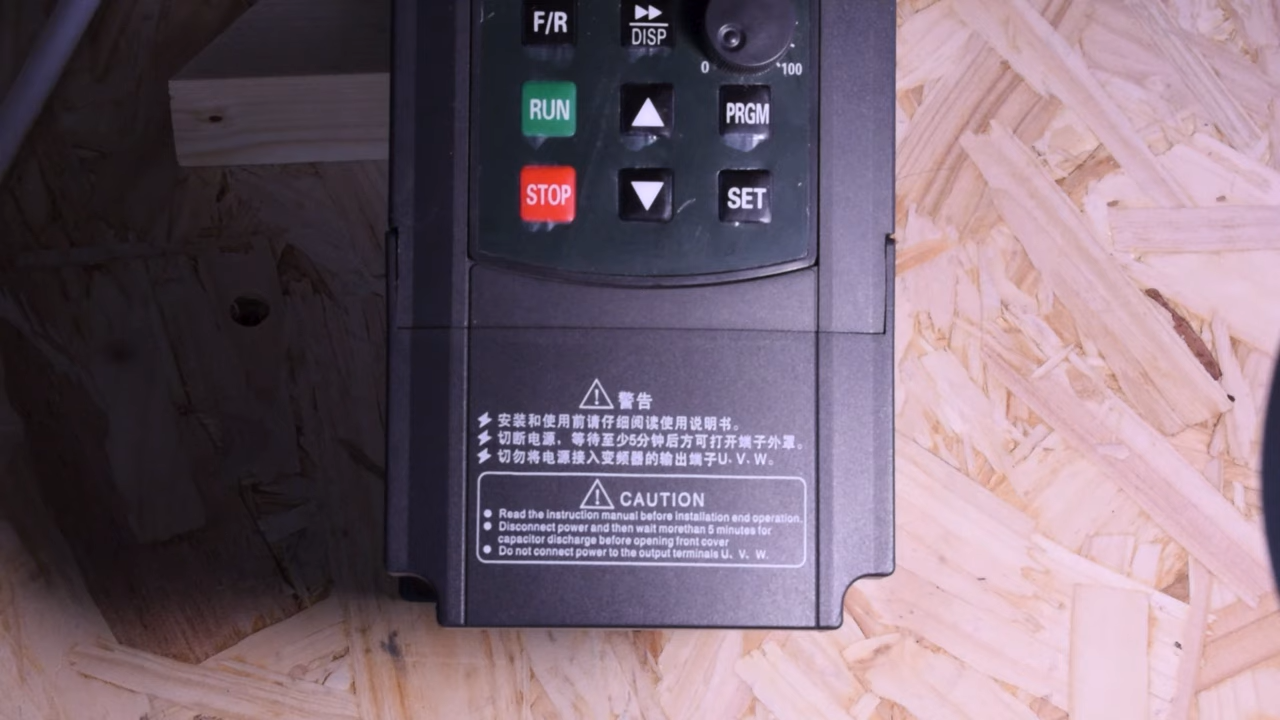 F/R
DISP
0
100
RUN
PRGM
STOP
SET
警告
安装和使用前请仔细阅读使用说明书。
切断电源，等待至少5分钟后方可打开端子外罩。
切勿将电源接入变频器的输出端子U、V、W。
CAUTION
Read the instruction manual before installation end operation.
Disconnect power and then wait morethan 5 minutes for
capacitor discharge before opening front cover
Do not connect power to the output terminals U、V、W.